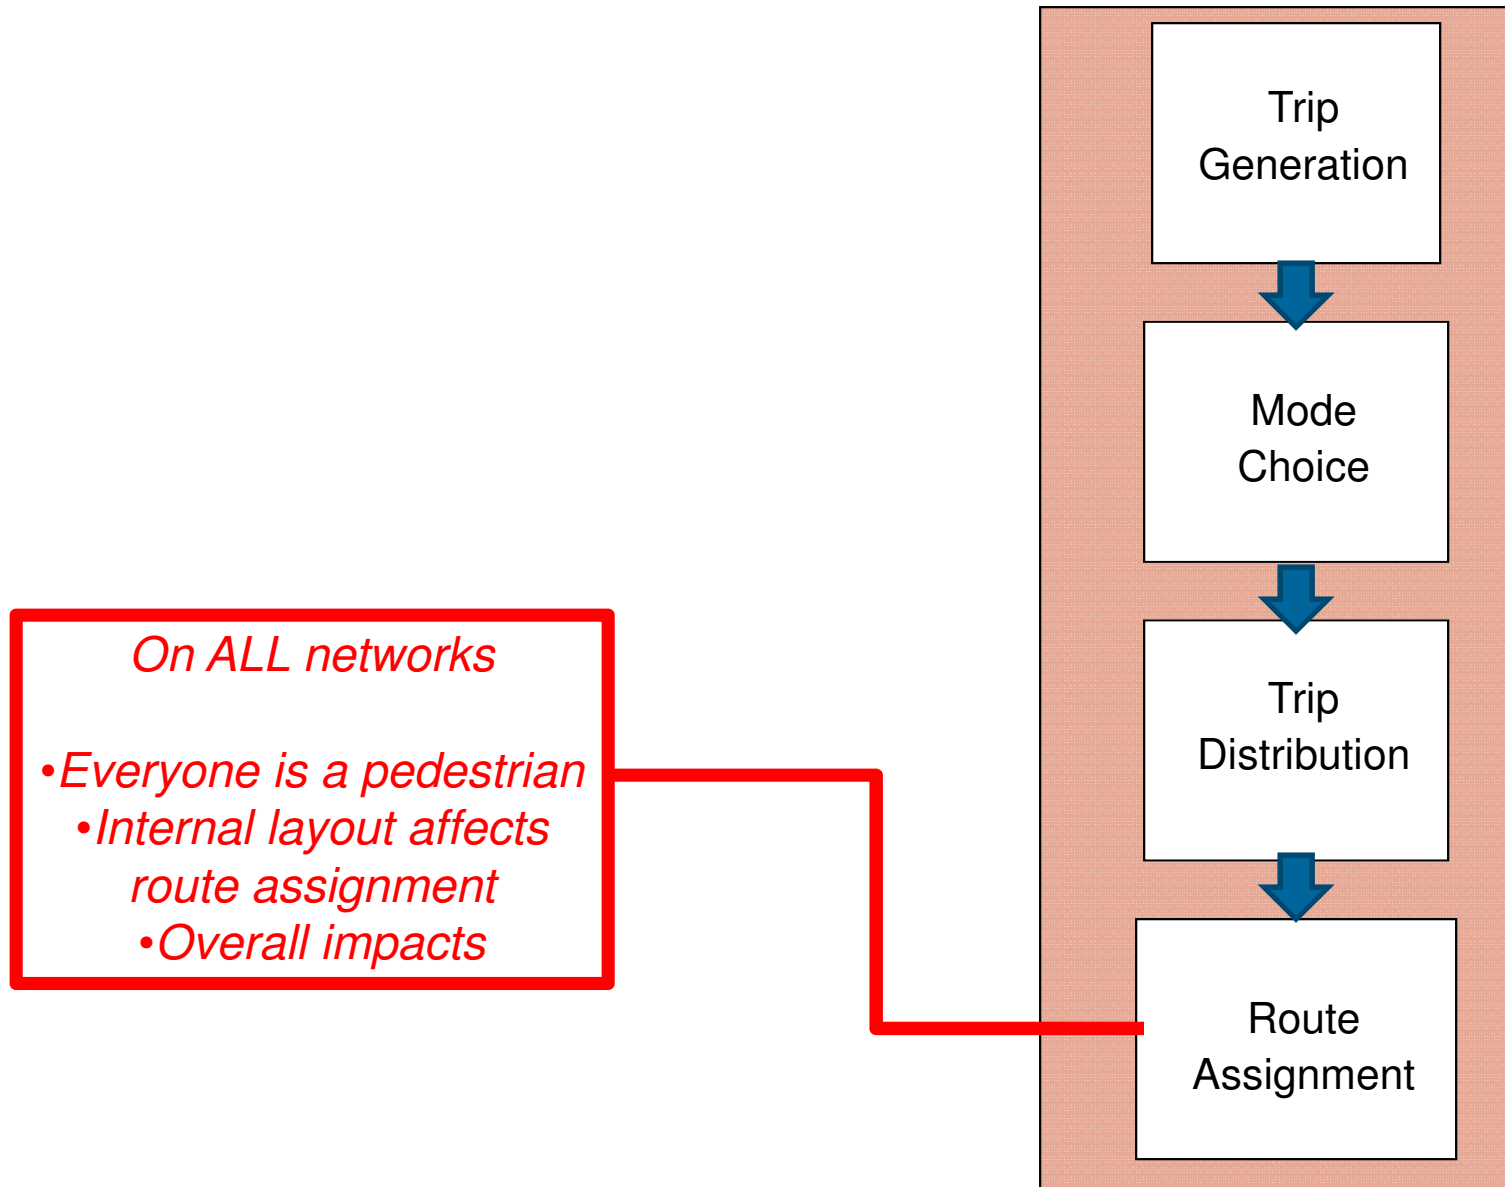 Trip
Generation
Mode
Choice
Trip
Distribution
Route
Assignment
On ALL networks
•Everyone is a pedestrian
•Internal layout affects
route assignment
•Overall impacts